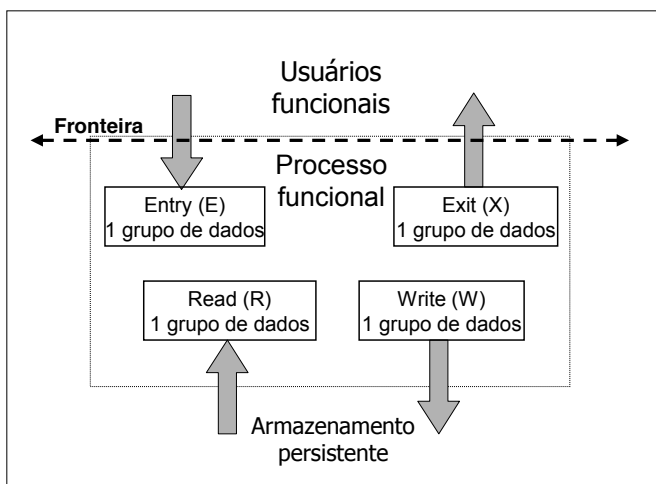 Usuários
funcionais
Fronteira
Processo
funcional
Entry (E)
1 grupo de dados
Exit (X)
1 grupo de dados
Read (R)
1 grupo de dados
Write (W)
1 grupo de dados
Armazenamento
persistente